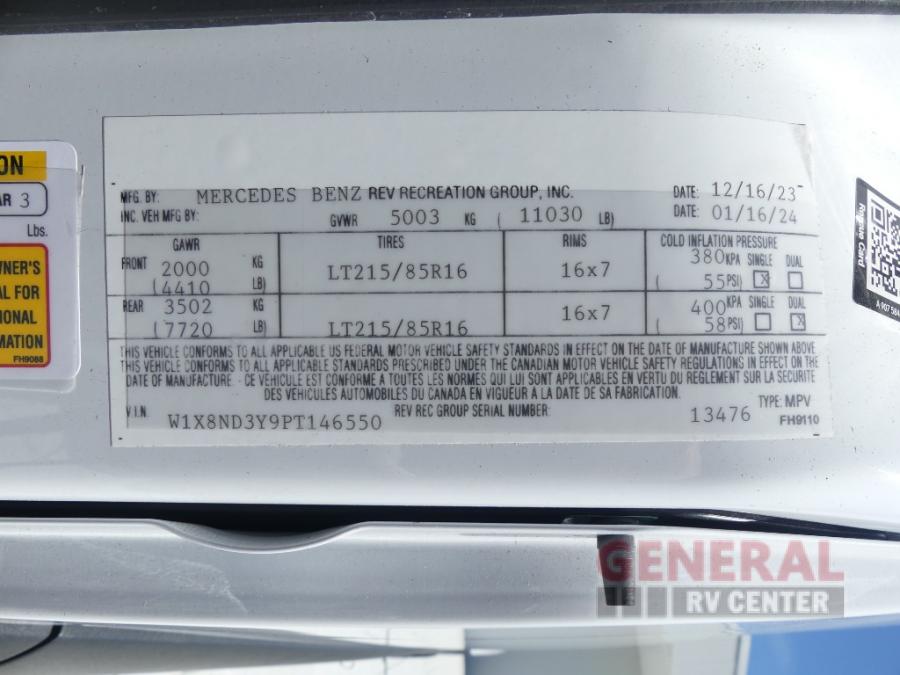 ON
AR 3
Lbs.
WNER'S
AL FOR
IONAL
MATION
FH9088
MFG. BY: MERCEDES BENZ REV RECREATION GROUP, INC. DATE: 12/16/23
INC. VEH MFG BY: GVWR 5003 KG ( 11030 LB) DATE: 01/16/24
GAWR TIRES RIMS COLD INFLATION PRESSURE
FRONT 2000 KG LT215/85R16 16x7 380 KPA SINGLE DUAL
(4410 LB) ( 55 PSI) X
REAR 3502 KG LT215/85R16 16x7 400 KPA SINGLE DUAL
(7720 LB) ( 58 PSI) X
THIS VEHICLE CONFORMS TO ALL APPLICABLE US FEDERAL MOTOR VEHICLE SAFETY STANDARDS IN EFFECT ON THE DATE OF MANUFACTURE SHOWN ABOVE
THIS VEHICLE CONFORMS TO ALL APPLICABLE STANDARDS PRESCRIBED UNDER THE CANADIAN MOTOR VEHICLE SAFETY REGULATIONS IN EFFECT ON THE
DATE OF MANUFACTURE - CE VEHICULE EST CONFORME A TOUTES LES NORMES QUI LUI SONT APPLICABLES EN VERTU DU REGLEMENT SUR LA SECURITE
DES VEHICULES AUTOMOBILES DU CANADA EN VIGUEUR A LA DATE DE SA FABRICATION.
V.I.N. W1X8ND3Y9PT146550 REV REC GROUP SERIAL NUMBER: 13476 TYPE: MPV
FH9110
Rescue Card
A 907 584
GENERAL
RV CENTER